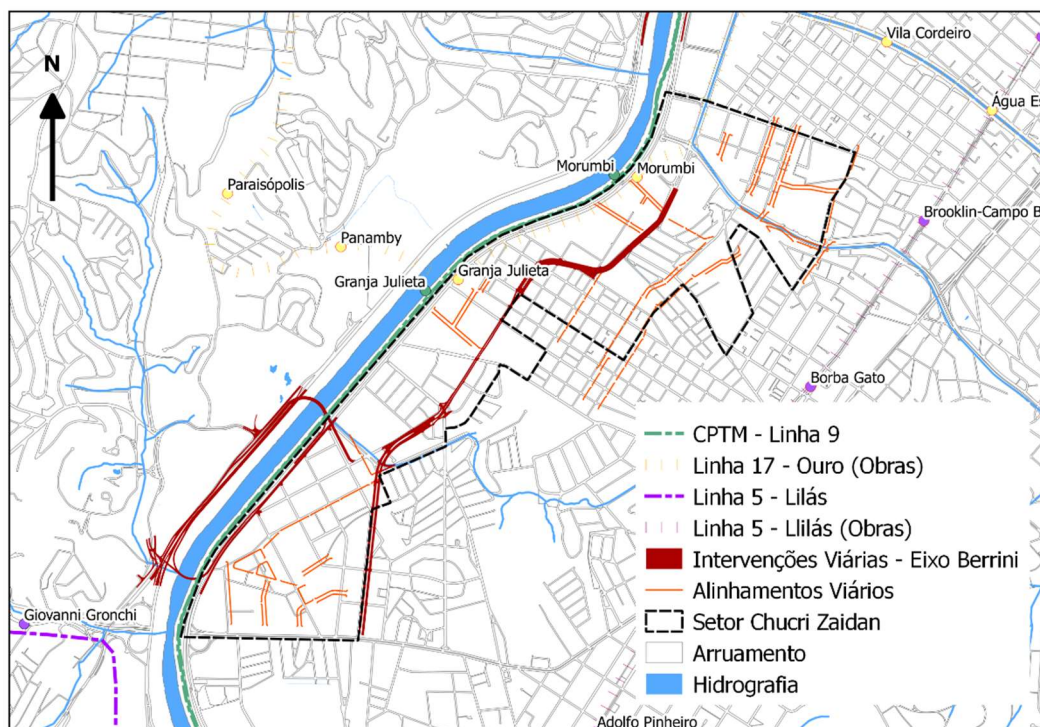 N
Vila Cordeiro
Água Es
Morumbi
Morumbi
Paraisópolis
Brooklin-Campo B
Panamby
Granja Julieta
Granja Julieta
Borba Gato
CPTM - Linha 9
Linha 17 - Ouro (Obras)
Linha 5 - Lilás
Linha 5 - Llilás (Obras)
Intervenções Viárias - Eixo Berrini
Alinhamentos Viários
Setor Chucri Zaidan
Arruamento
Hidrografia
Giovanni Gronchi
Adolfo Pinheiro